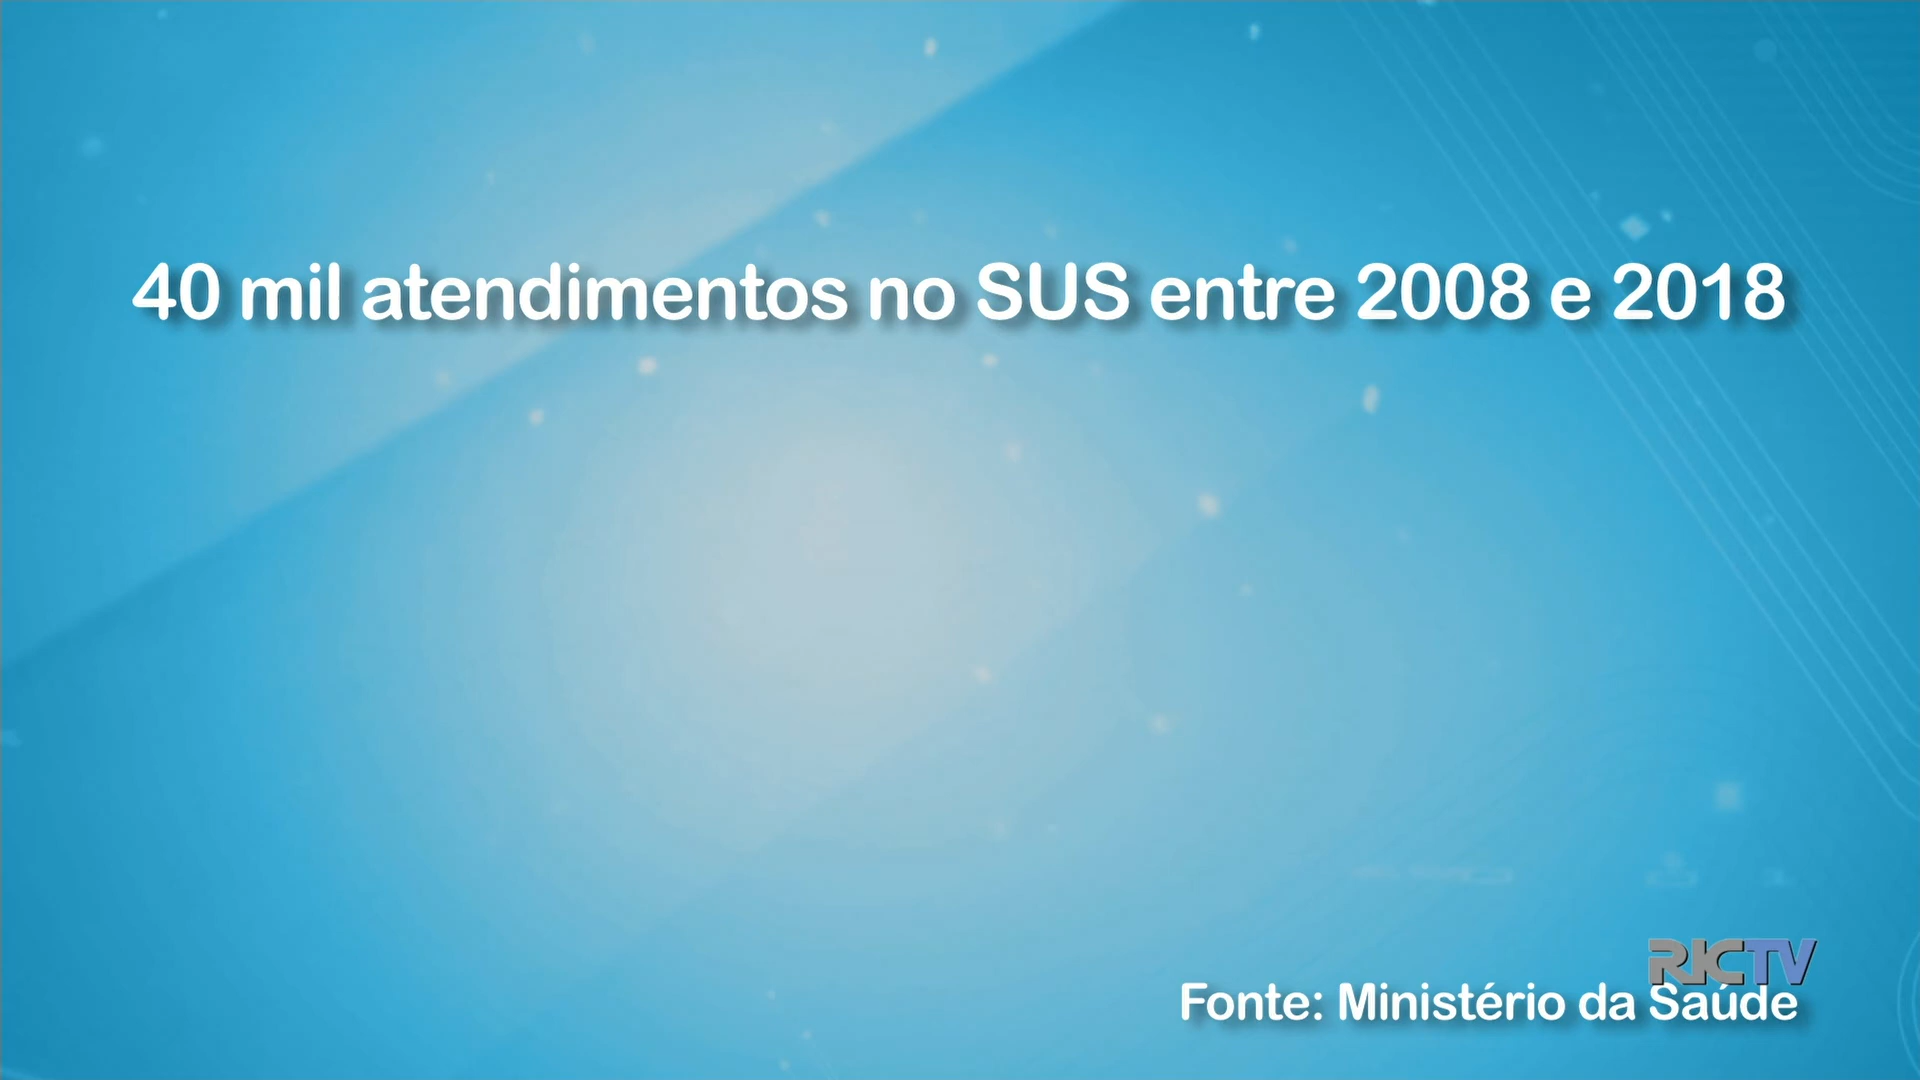 40 mil atendimentos no SUS entre 2008 e 2018
RICTV
Fonte: Ministério da Saúde